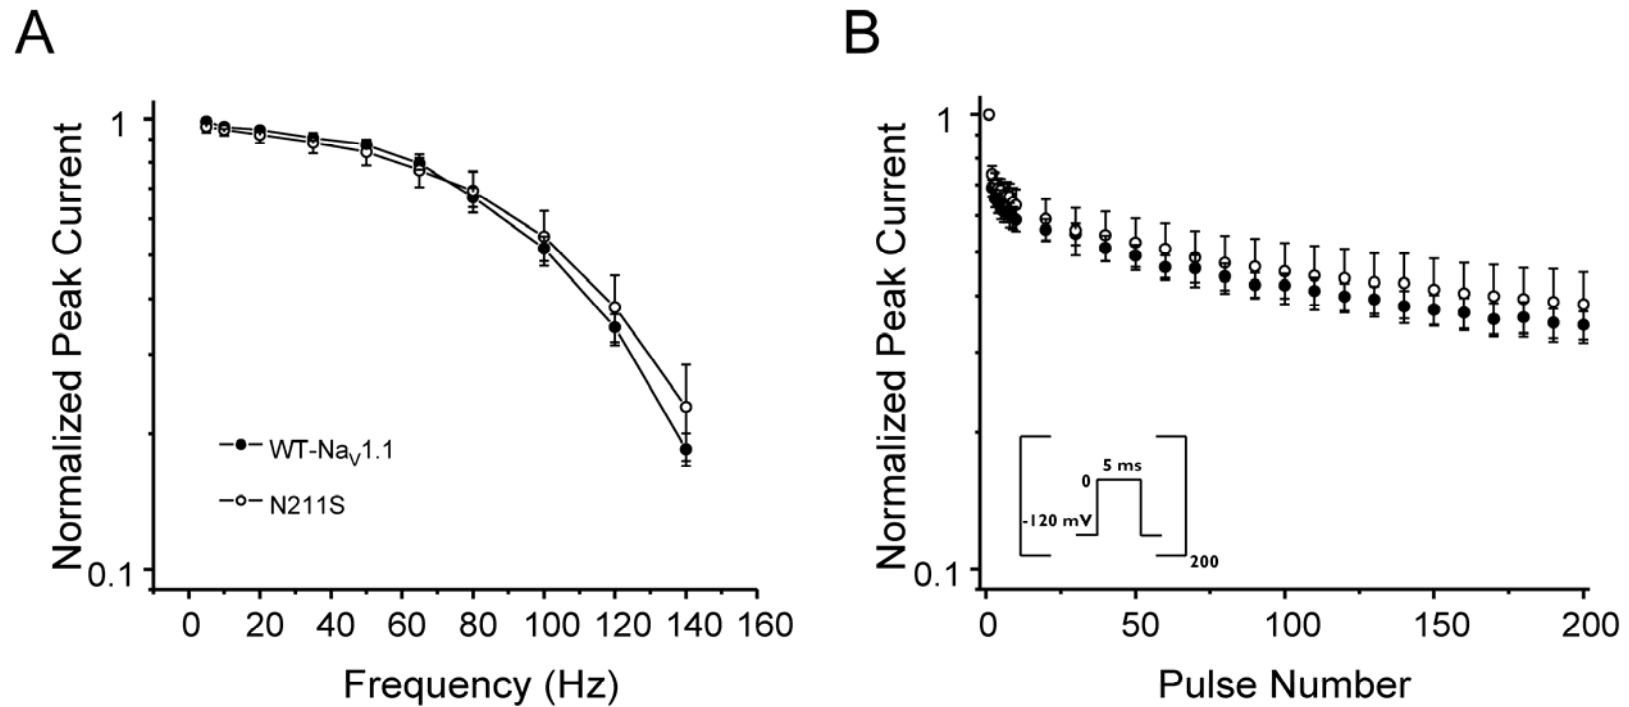 A
Normalized Peak Current
1
0.1
WT-NaV1.1
N211S
0 20 40 60 80 100 120 140 160
Frequency (Hz)
B
Normalized Peak Current
1
0.1
5 ms
0
-120 mV
200
0 50 100 150 200
Pulse Number